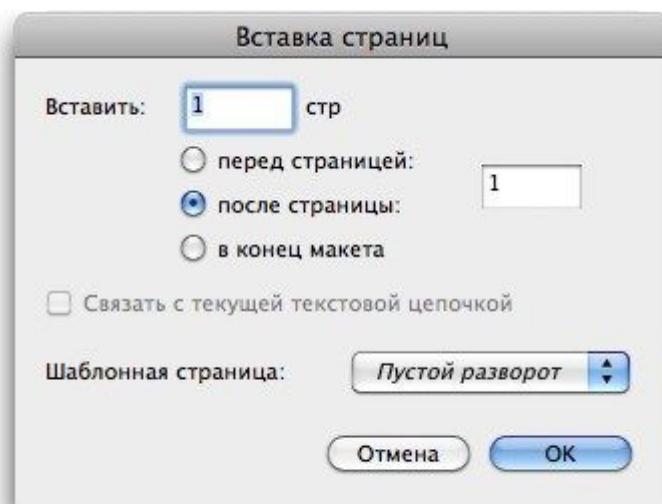 Вставка страниц
Вставить: 1 стр
перед страницей:
1
после страницы:
в конец макета
Связать с текущей текстовой цепочкой
Шаблонная страница: Пустой разворот
Отмена OK